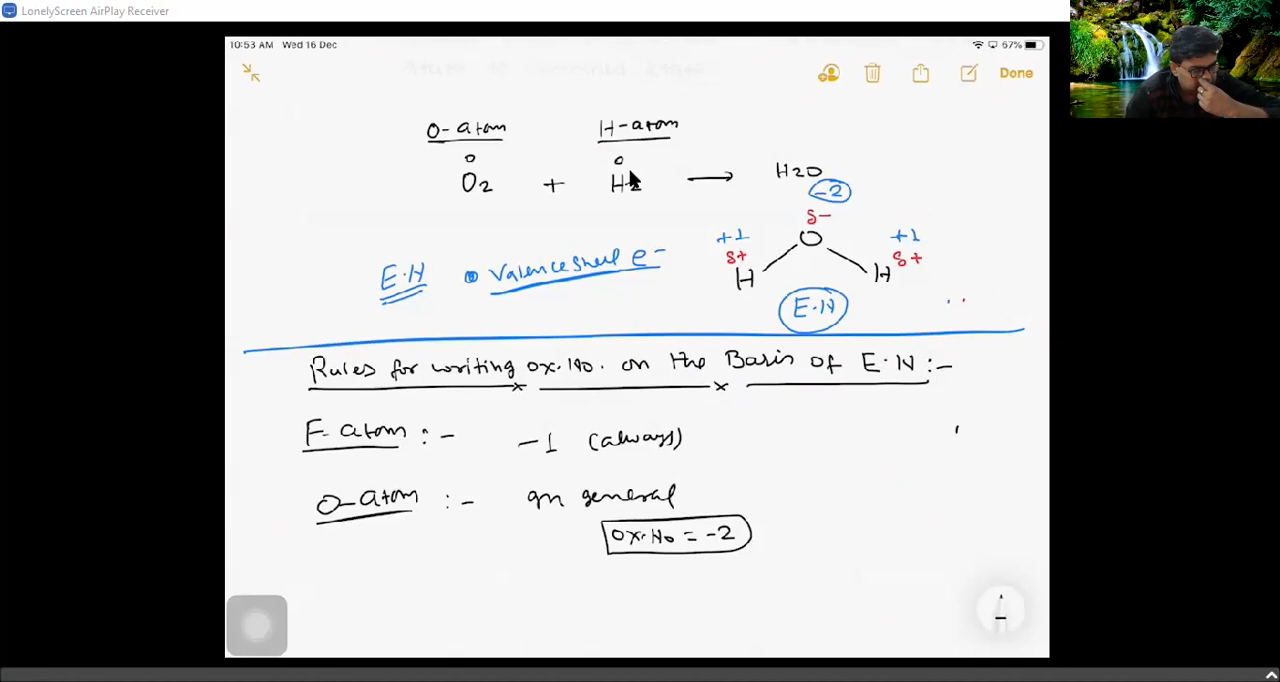 LonelyScreen AirPlay Receiver
10:53 AM Wed 16 Dec
67%
Done
O-atom H-atom
0 0
O2 + H2 → H2O
-2
δ-
+1 O +1
δ+ δ+
H H
E.N valence shell e-
E.N
Rules for writing ox.no. on the Basis of E.N :-
F-atom :- -1 (always)
O-atom :- In general
ox.No = -2